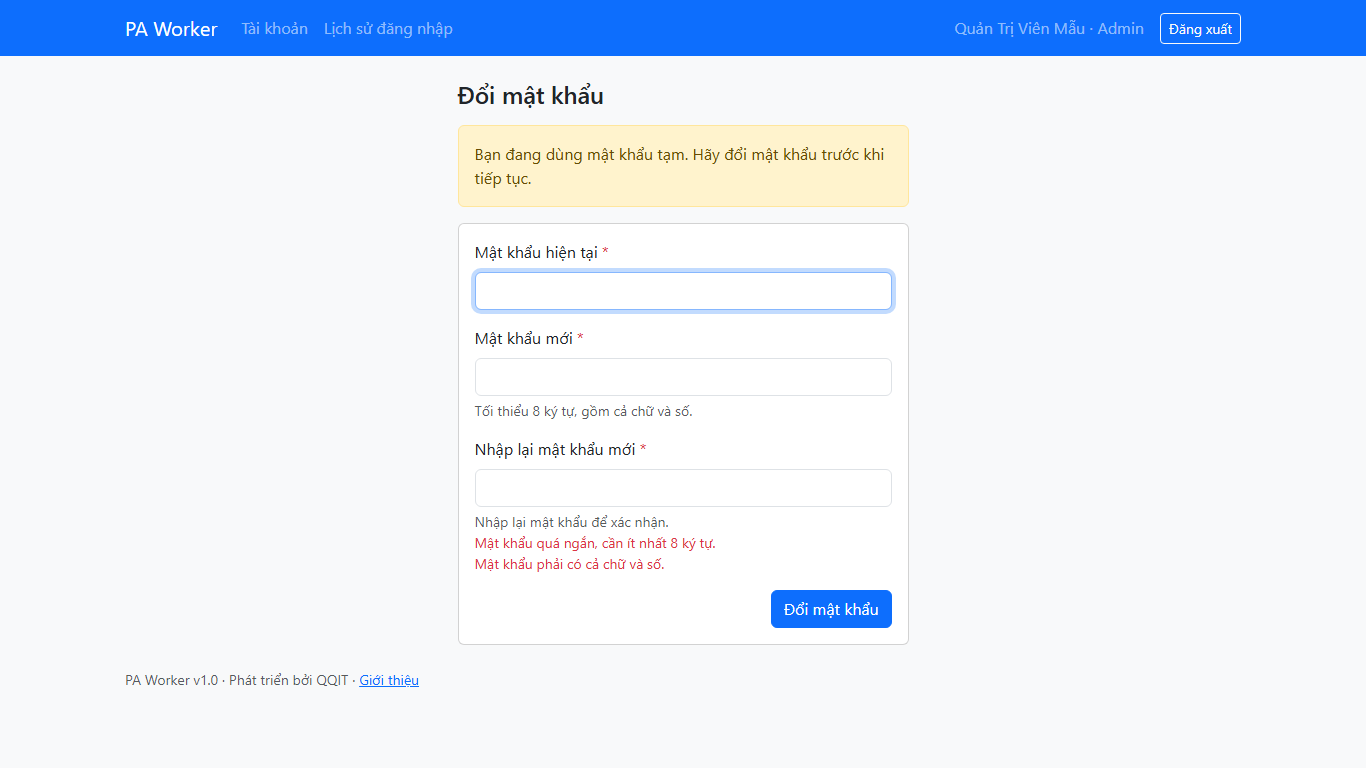 PA Worker Tài khoản Lịch sử đăng nhập Quản Trị Viên Mẫu · Admin Đăng xuất
Đổi mật khẩu
Bạn đang dùng mật khẩu tạm. Hãy đổi mật khẩu trước khi
tiếp tục.
Mật khẩu hiện tại *
Mật khẩu mới *
Tối thiểu 8 ký tự, gồm cả chữ và số.
Nhập lại mật khẩu mới *
Nhập lại mật khẩu để xác nhận.
Mật khẩu quá ngắn, cần ít nhất 8 ký tự.
Mật khẩu phải có cả chữ và số.
Đổi mật khẩu
PA Worker v1.0 · Phát triển bởi QQIT · Giới thiệu